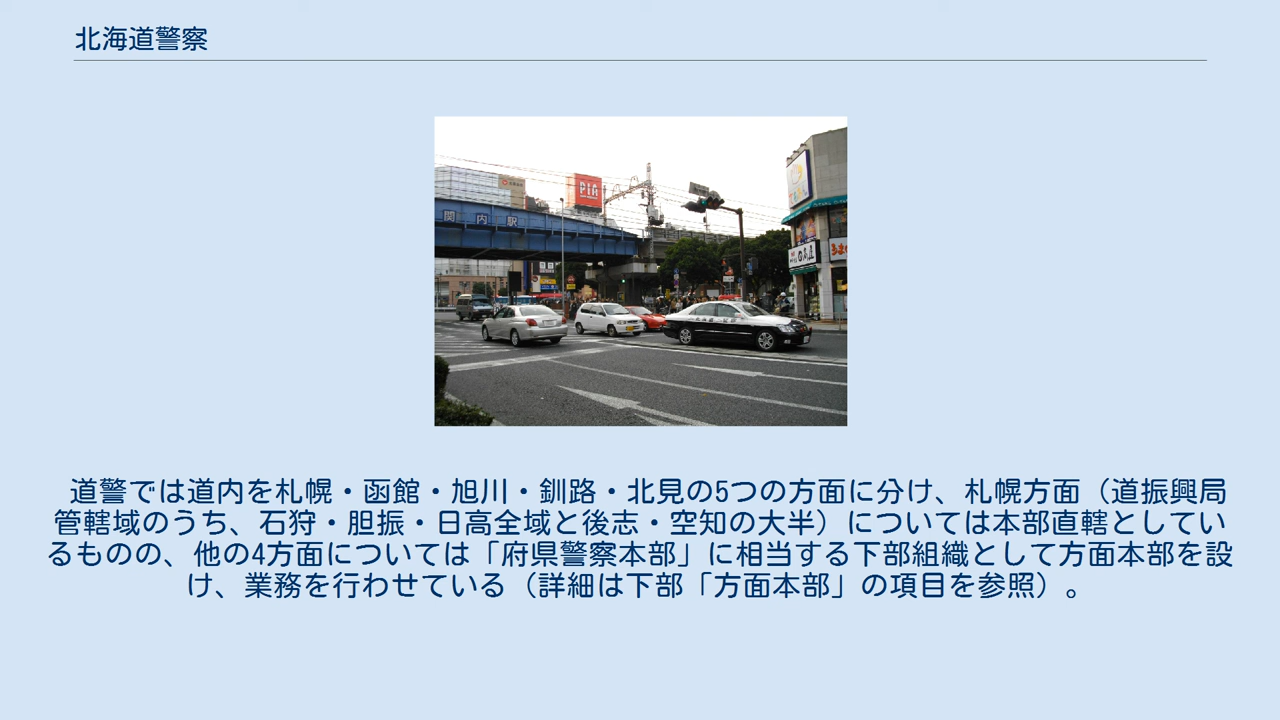 北海道警察
PIA
関内駅
道警では道内を札幌・函館・旭川・釧路・北見の5つの方面に分け、札幌方面（道振興局
管轄域のうち、石狩・胆振・日高全域と後志・空知の大半）については本部直轄としてい
るものの、他の4方面については「府県警察本部」に相当する下部組織として方面本部を設
け、業務を行わせている（詳細は下部「方面本部」の項目を参照）。